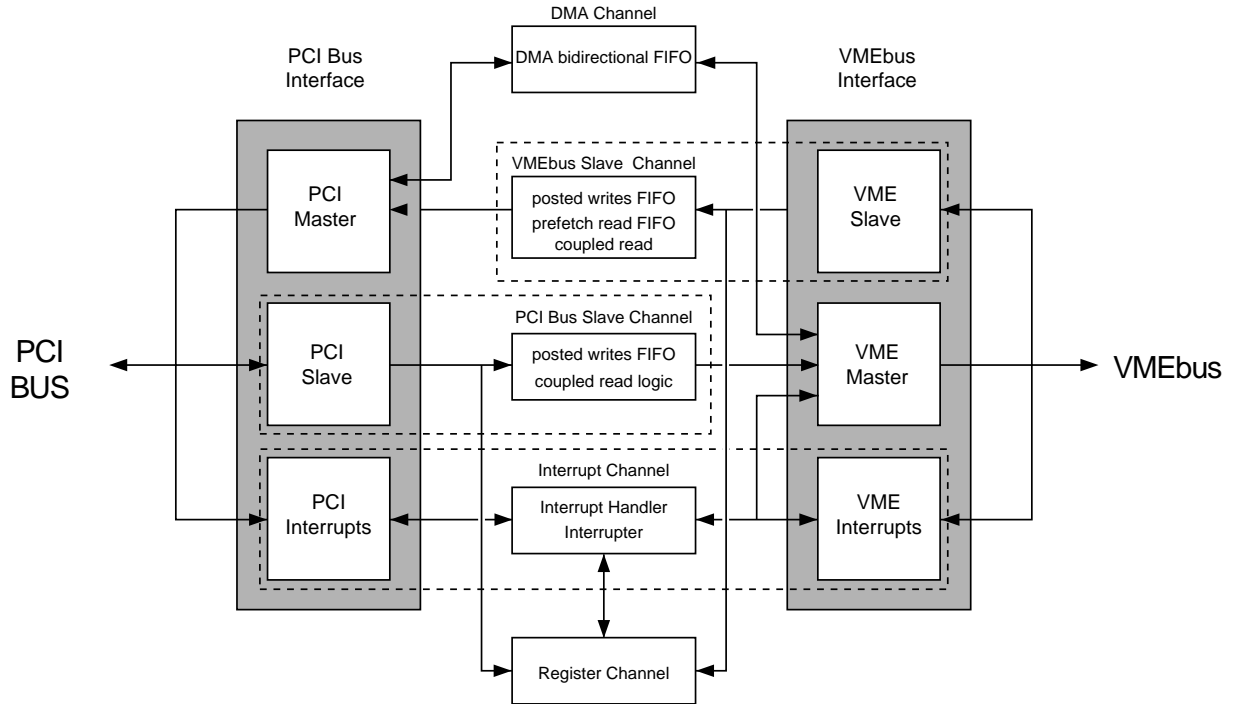 DMA Channel
DMA bidirectional FIFO
PCI Bus
Interface
VMEbus
Interface
VMEbus Slave Channel
posted writes FIFO
prefetch read FIFO
coupled read
PCI
Master
VME
Slave
PCI Bus Slave Channel
posted writes FIFO
coupled read logic
PCI
BUS
PCI
Slave
VME
Master
VMEbus
Interrupt Channel
Interrupt Handler
Interrupter
PCI
Interrupts
VME
Interrupts
Register Channel